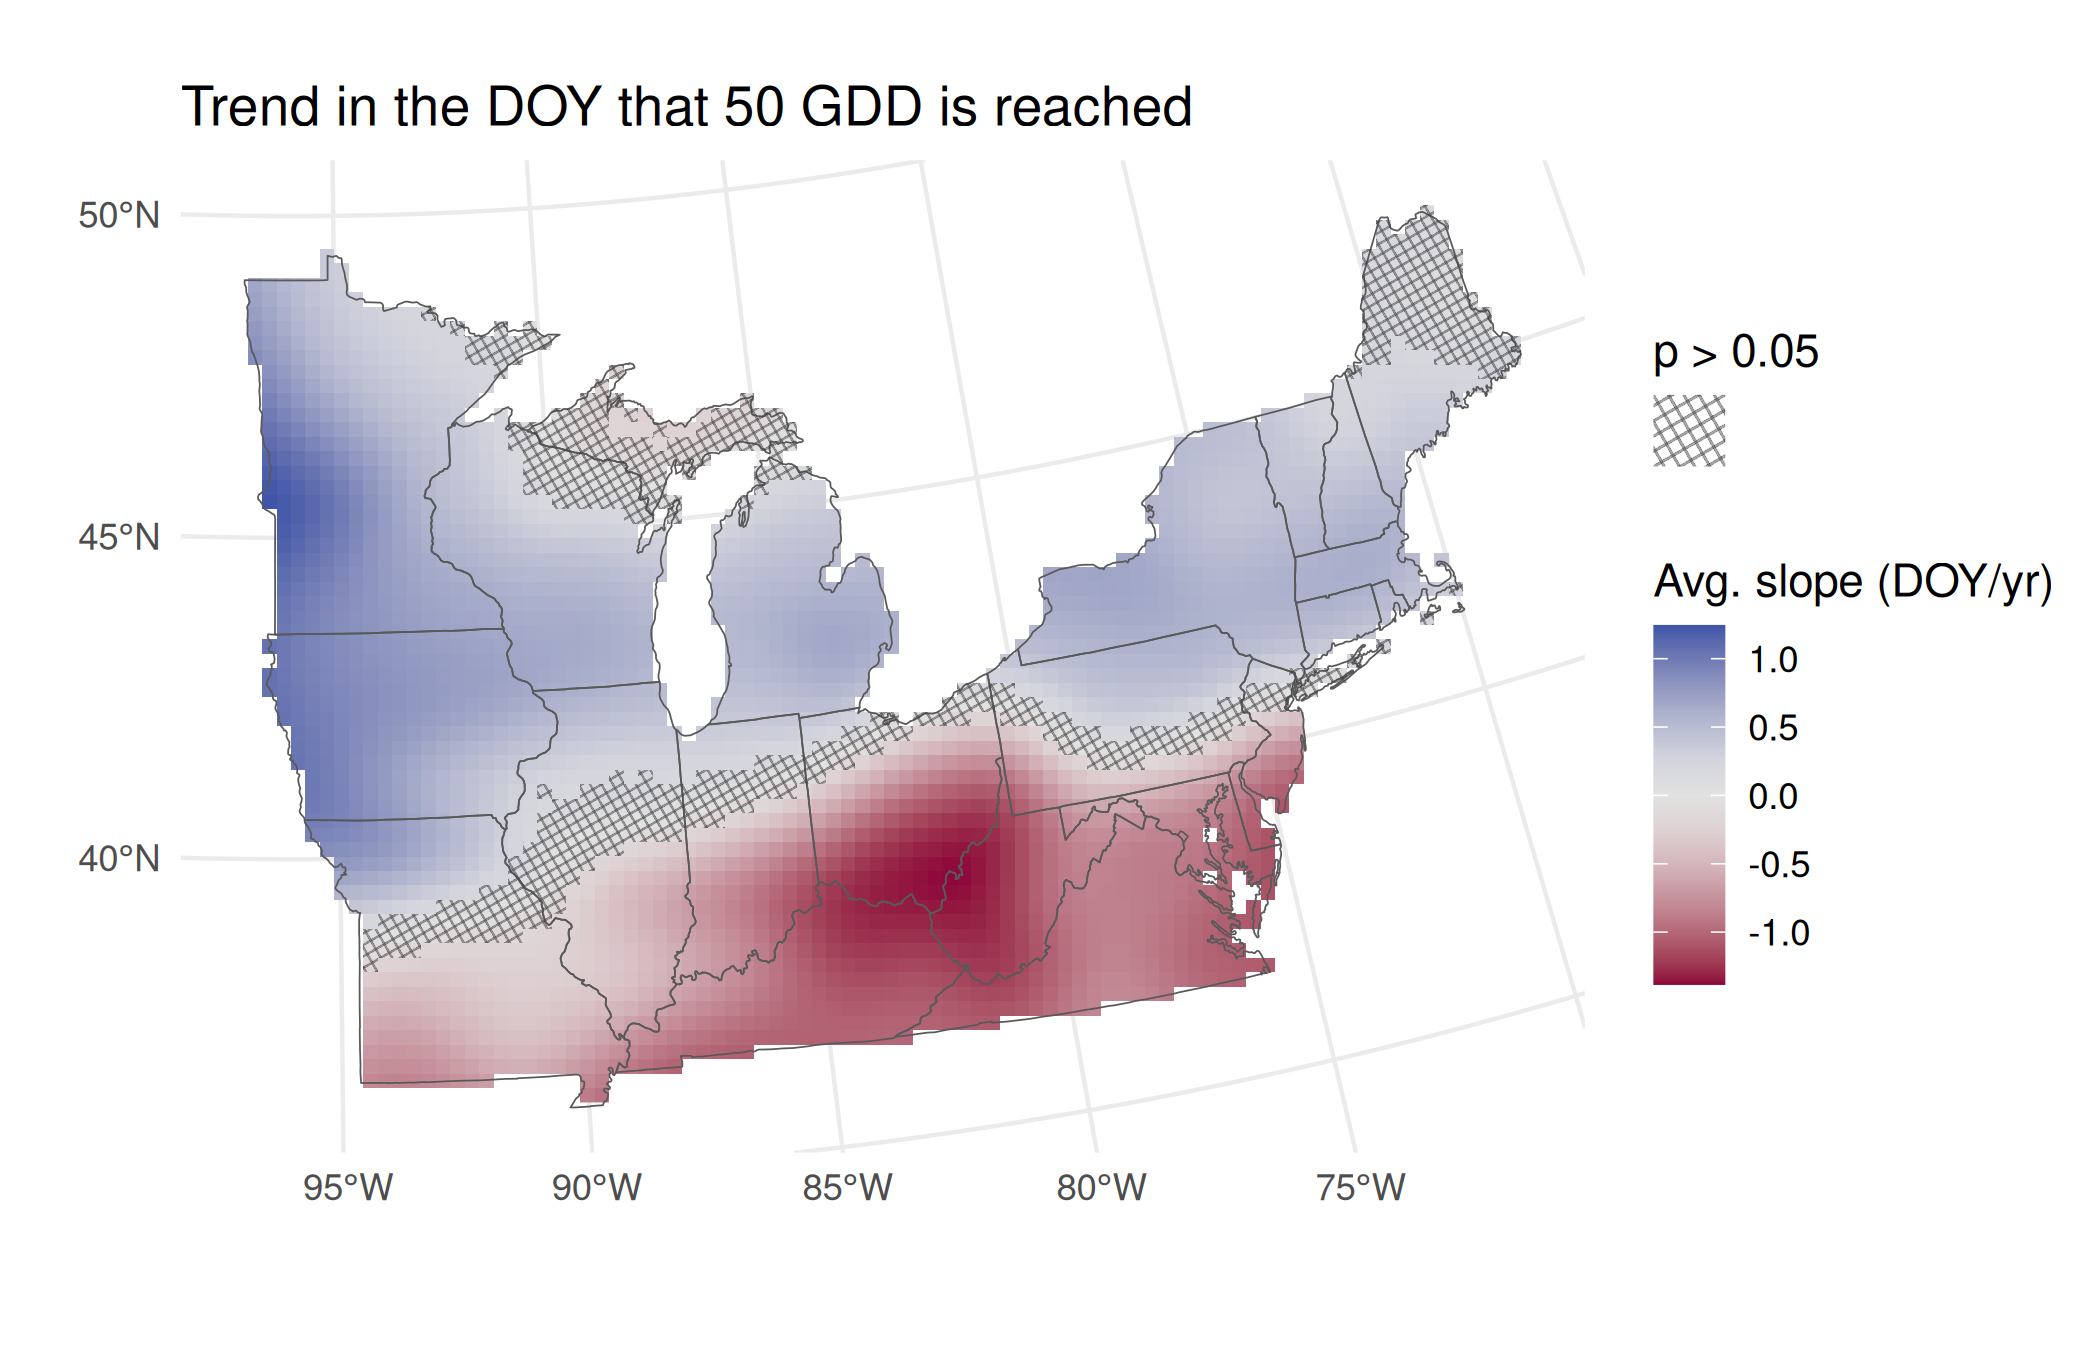 Trend in the DOY that 50 GDD is reached
50°N
45°N
40°N
95°W
90°W
85°W
80°W
75°W
p > 0.05
Avg. slope (DOY/yr)
1.0
0.5
0.0
-0.5
-1.0